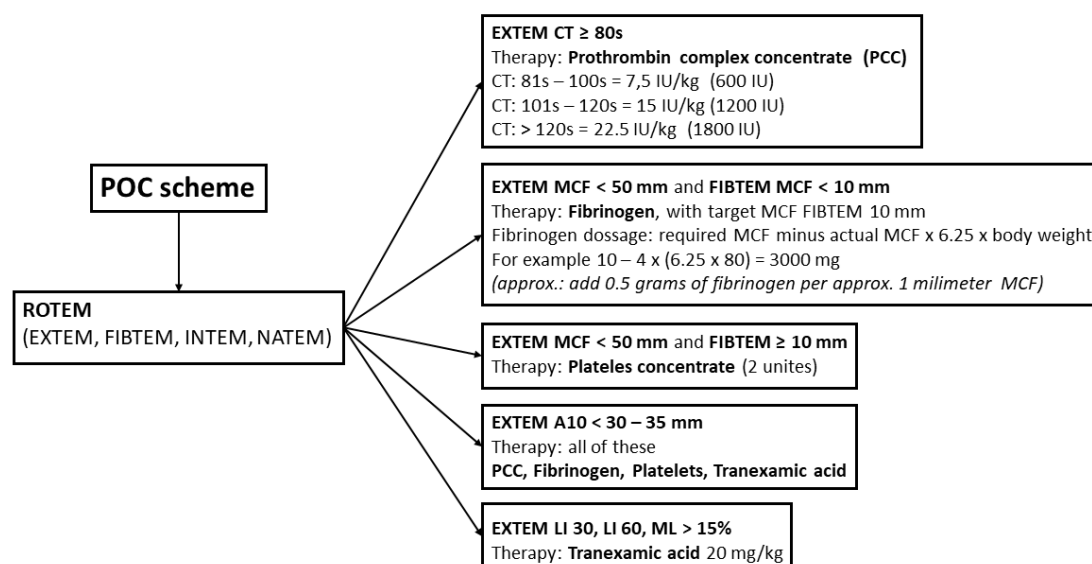 POC scheme
ROTEM
(EXTEM, FIBTEM, INTEM, NATEM)
EXTEM CT ≥ 80s
Therapy: Prothrombin complex concentrate (PCC)
CT: 81s – 100s = 7,5 IU/kg (600 IU)
CT: 101s – 120s = 15 IU/kg (1200 IU)
CT: > 120s = 22.5 IU/kg (1800 IU)
EXTEM MCF < 50 mm and FIBTEM MCF < 10 mm
Therapy: Fibrinogen, with target MCF FIBTEM 10 mm
Fibrinogen dossage: required MCF minus actual MCF x 6.25 x body weight
For example 10 – 4 x (6.25 x 80) = 3000 mg
(approx.: add 0.5 grams of fibrinogen per approx. 1 milimeter MCF)
EXTEM MCF < 50 mm and FIBTEM ≥ 10 mm
Therapy: Plateles concentrate (2 unites)
EXTEM A10 < 30 – 35 mm
Therapy: all of these
PCC, Fibrinogen, Platelets, Tranexamic acid
EXTEM LI 30, LI 60, ML > 15%
Therapy: Tranexamic acid 20 mg/kg